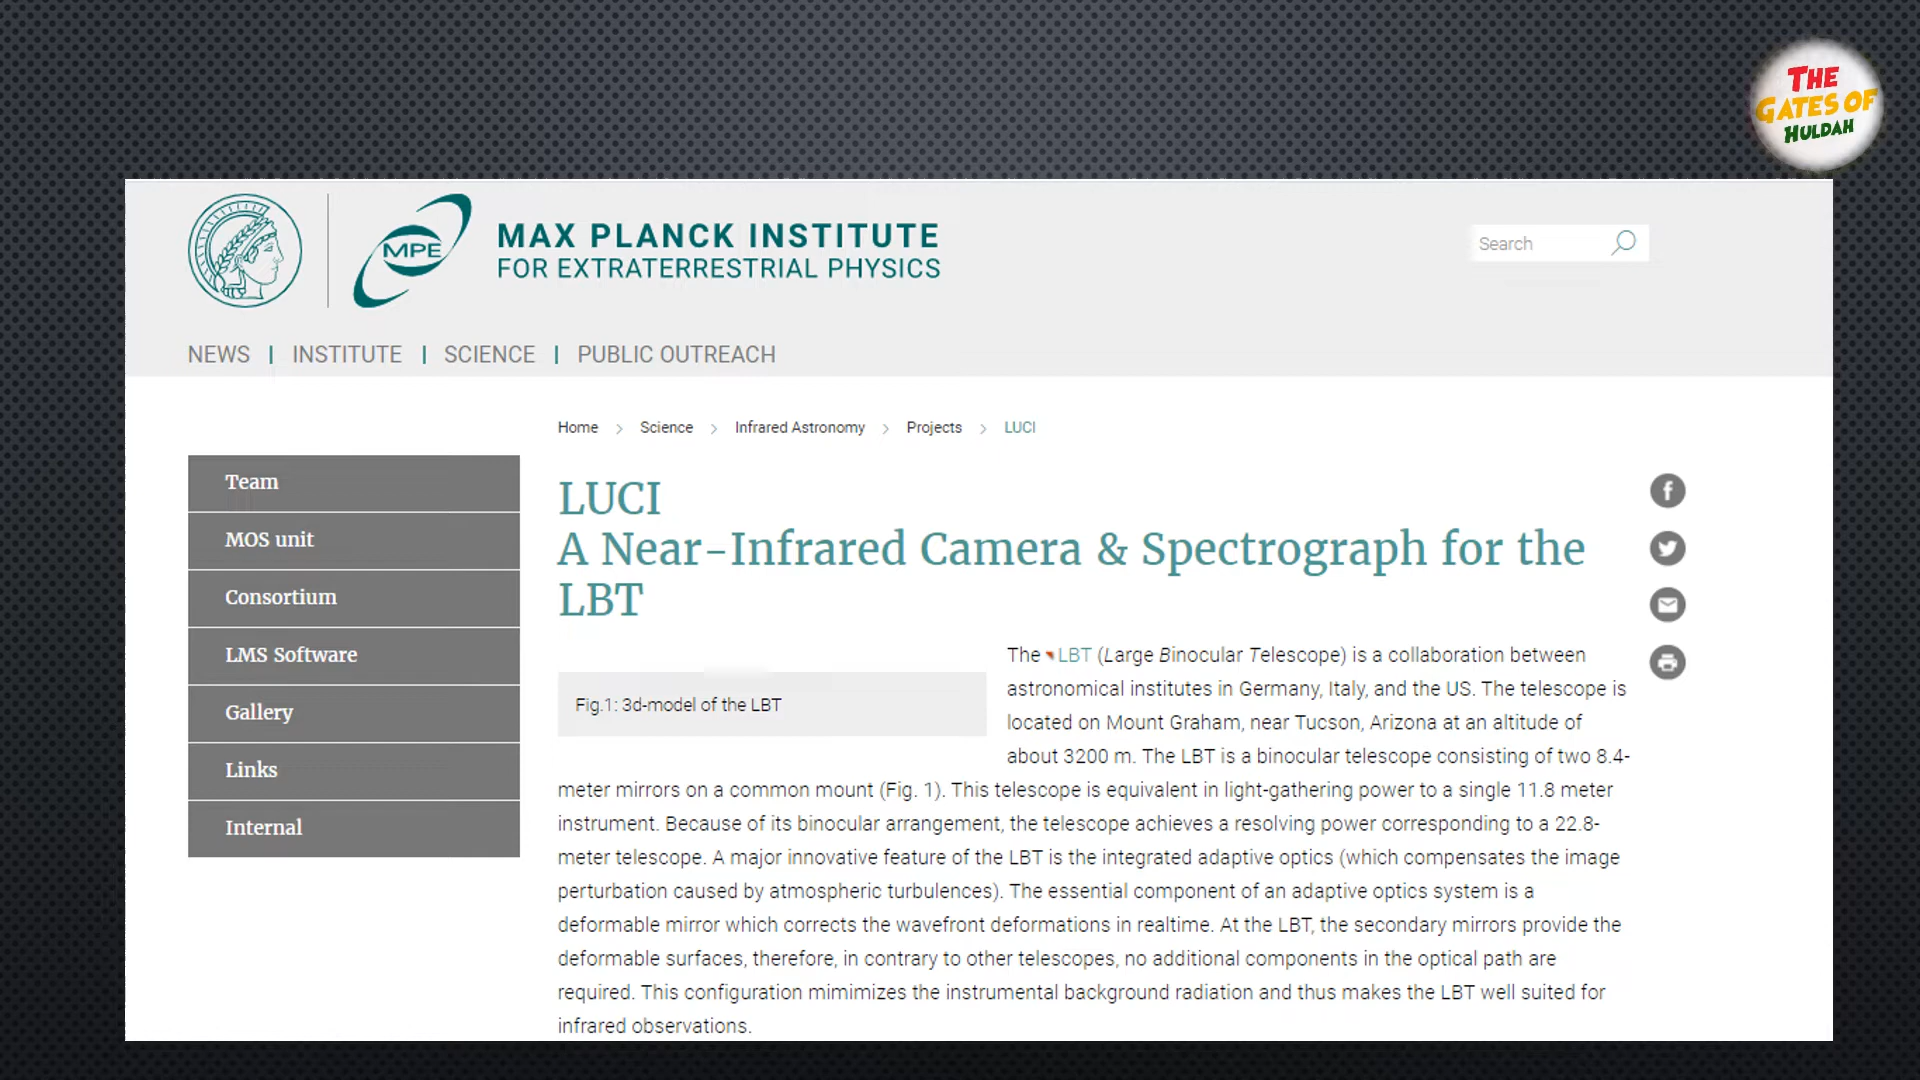 THE
GATES OF
HULDAH
MPE
MAX PLANCK INSTITUTE
FOR EXTRATERRESTRIAL PHYSICS
Search
NEWS | INSTITUTE | SCIENCE | PUBLIC OUTREACH
Home > Science > Infrared Astronomy > Projects > LUCI
Team
MOS unit
Consortium
LMS Software
Gallery
Links
Internal
LUCI
A Near-Infrared Camera & Spectrograph for the
LBT
Fig.1: 3d-model of the LBT
The LBT (Large Binocular Telescope) is a collaboration between
astronomical institutes in Germany, Italy, and the US. The telescope is
located on Mount Graham, near Tucson, Arizona at an altitude of
about 3200 m. The LBT is a binocular telescope consisting of two 8.4-
meter mirrors on a common mount (Fig. 1). This telescope is equivalent in light-gathering power to a single 11.8 meter
instrument. Because of its binocular arrangement, the telescope achieves a resolving power corresponding to a 22.8-
meter telescope. A major innovative feature of the LBT is the integrated adaptive optics (which compensates the image
perturbation caused by atmospheric turbulences). The essential component of an adaptive optics system is a
deformable mirror which corrects the wavefront deformations in realtime. At the LBT, the secondary mirrors provide the
deformable surfaces, therefore, in contrary to other telescopes, no additional components in the optical path are
required. This configuration mimimizes the instrumental background radiation and thus makes the LBT well suited for
infrared observations.